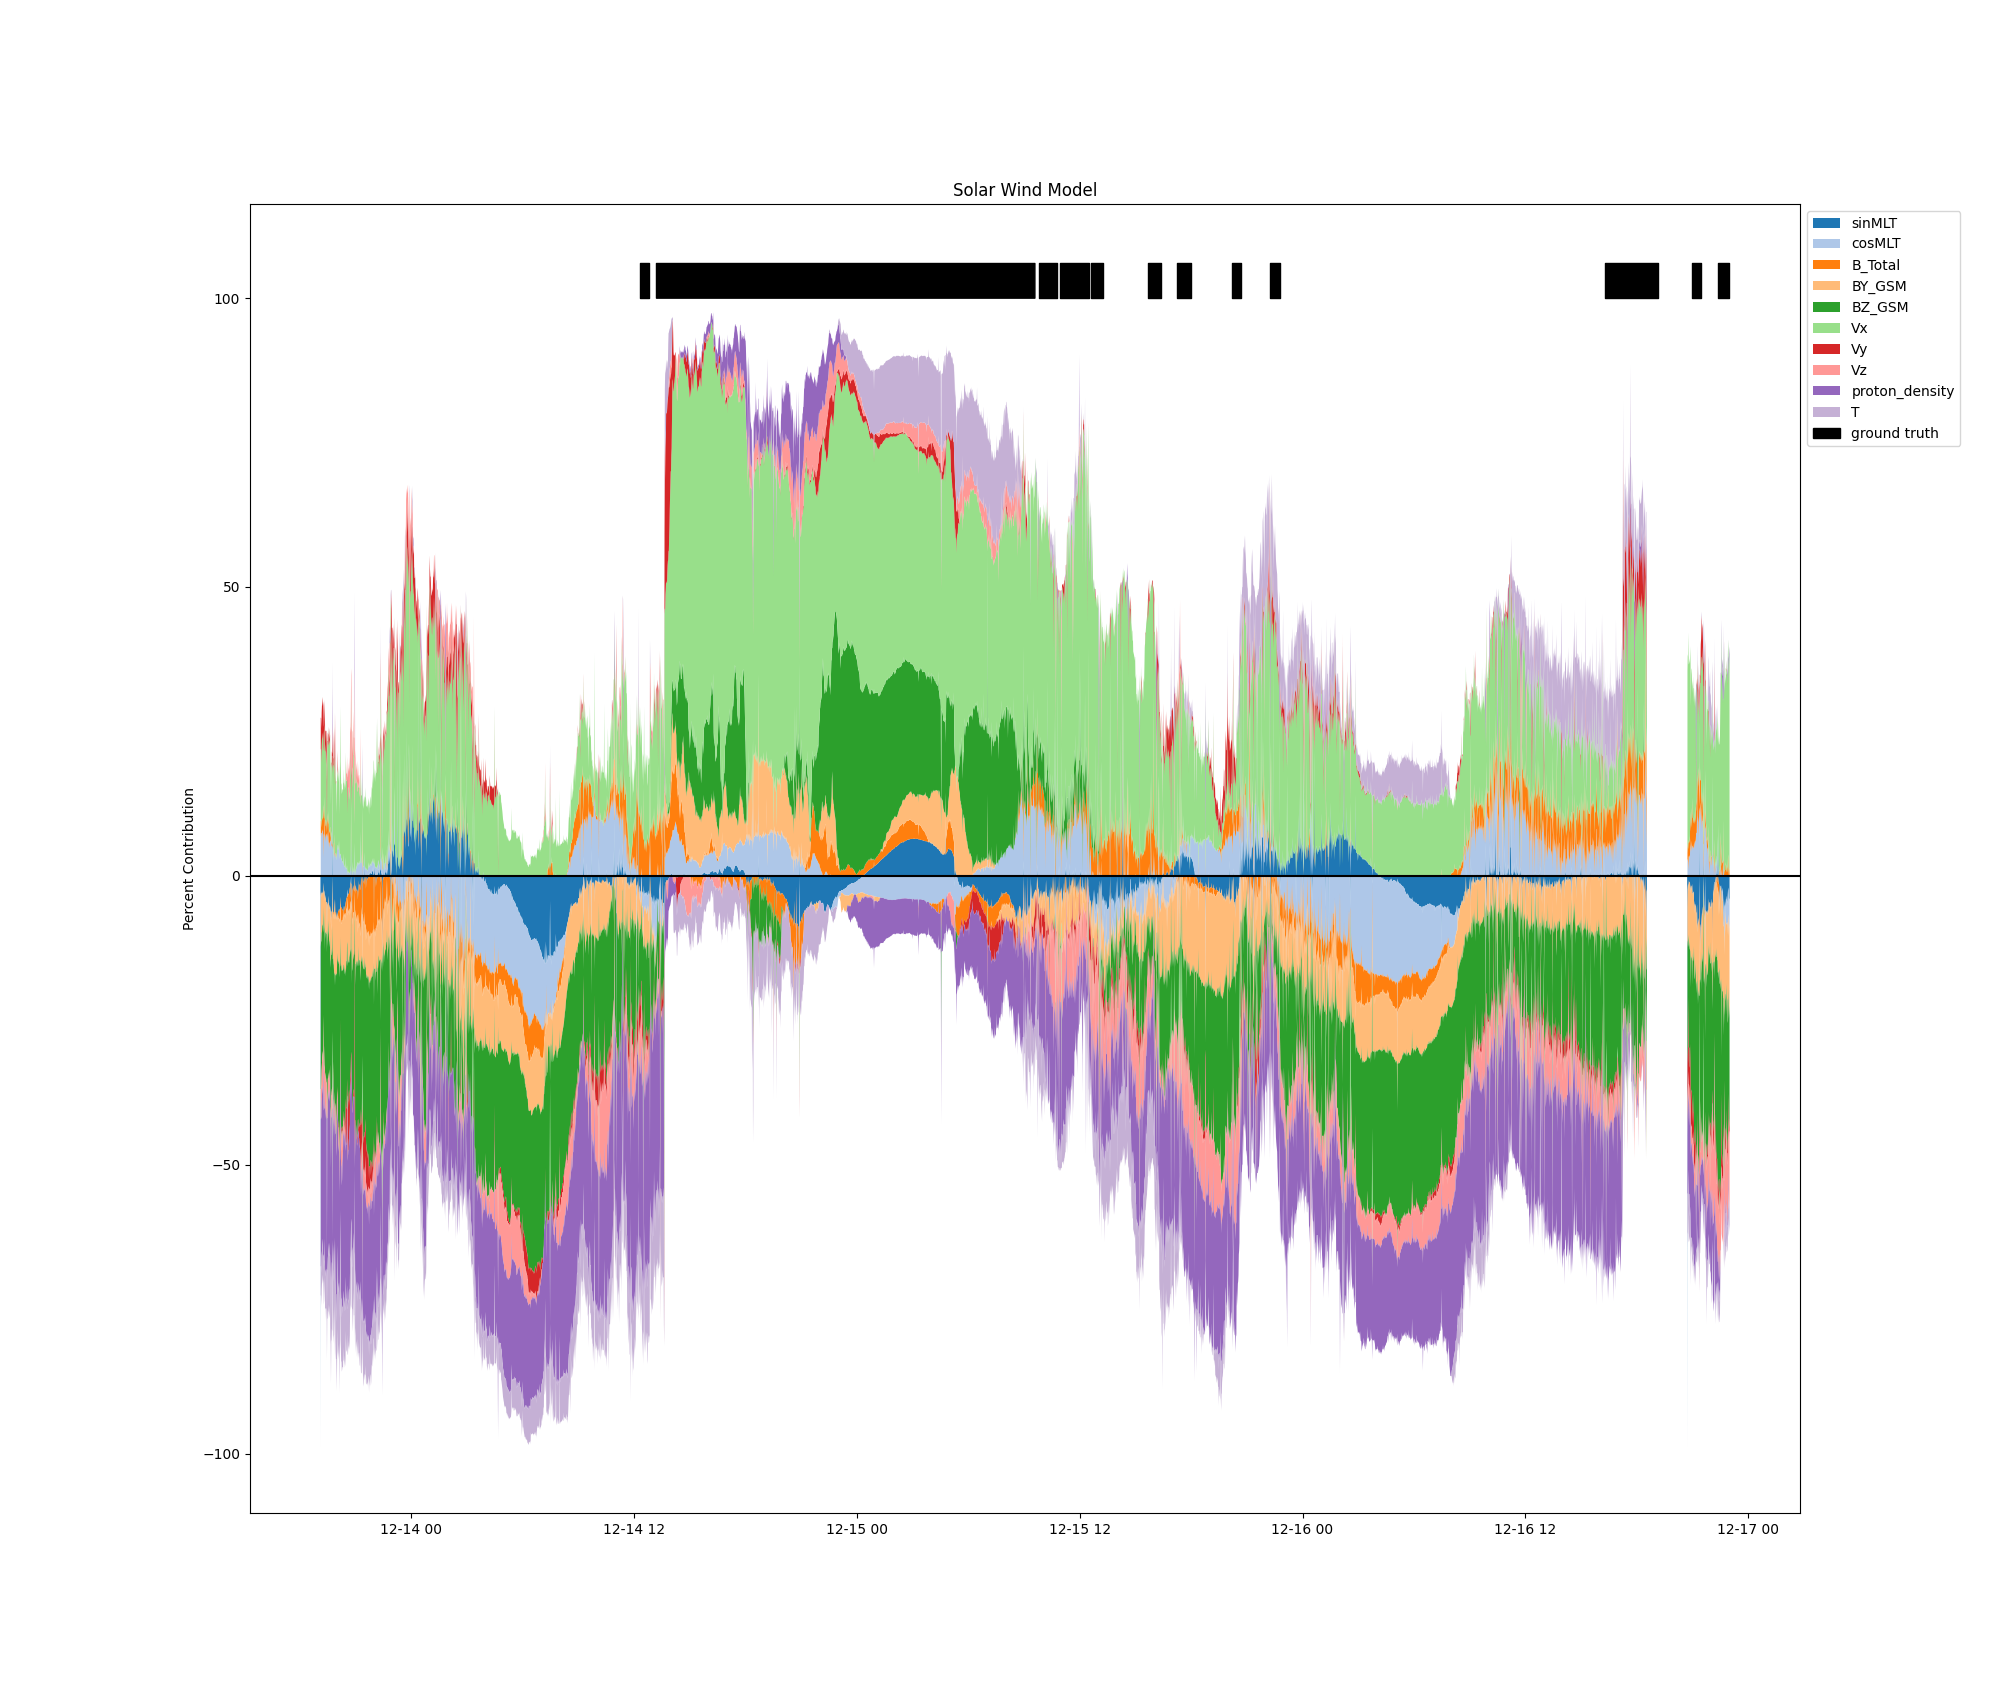 Solar Wind Model
sinMLT
cosMLT
B_Total
BY_GSM
BZ_GSM
Vx
Vy
Vz
proton_density
T
ground truth
100
50
0
−50
−100
Percent Contribution
12-14 00
12-14 12
12-15 00
12-15 12
12-16 00
12-16 12
12-17 00